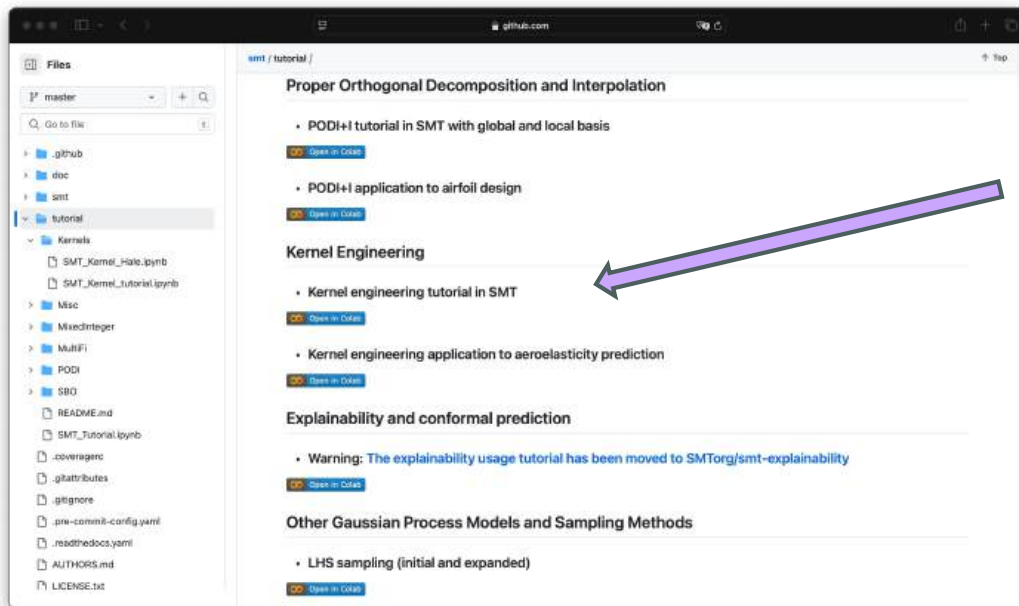 github.com
Files
master
Go to file
t
.github
doc
smt
tutorial
Kernels
SMT_Kernel_Hale.ipynb
SMT_Kernel_tutorial.ipynb
Misc
MixedInteger
MultiFi
PODI
SBO
README.md
SMT_Tutorial.ipynb
.coveragerc
.gitattributes
.gitignore
.pre-commit-config.yaml
.readthedocs.yaml
AUTHORS.md
LICENSE.txt
smt / tutorial /
Top
Proper Orthogonal Decomposition and Interpolation
• PODI+I tutorial in SMT with global and local basis
Open in Colab
• PODI+I application to airfoil design
Open in Colab
Kernel Engineering
• Kernel engineering tutorial in SMT
Open in Colab
• Kernel engineering application to aeroelasticity prediction
Open in Colab
Explainability and conformal prediction
• Warning: The explainability usage tutorial has been moved to SMTorg/smt-explainability
Open in Colab
Other Gaussian Process Models and Sampling Methods
• LHS sampling (initial and expanded)
Open in Colab